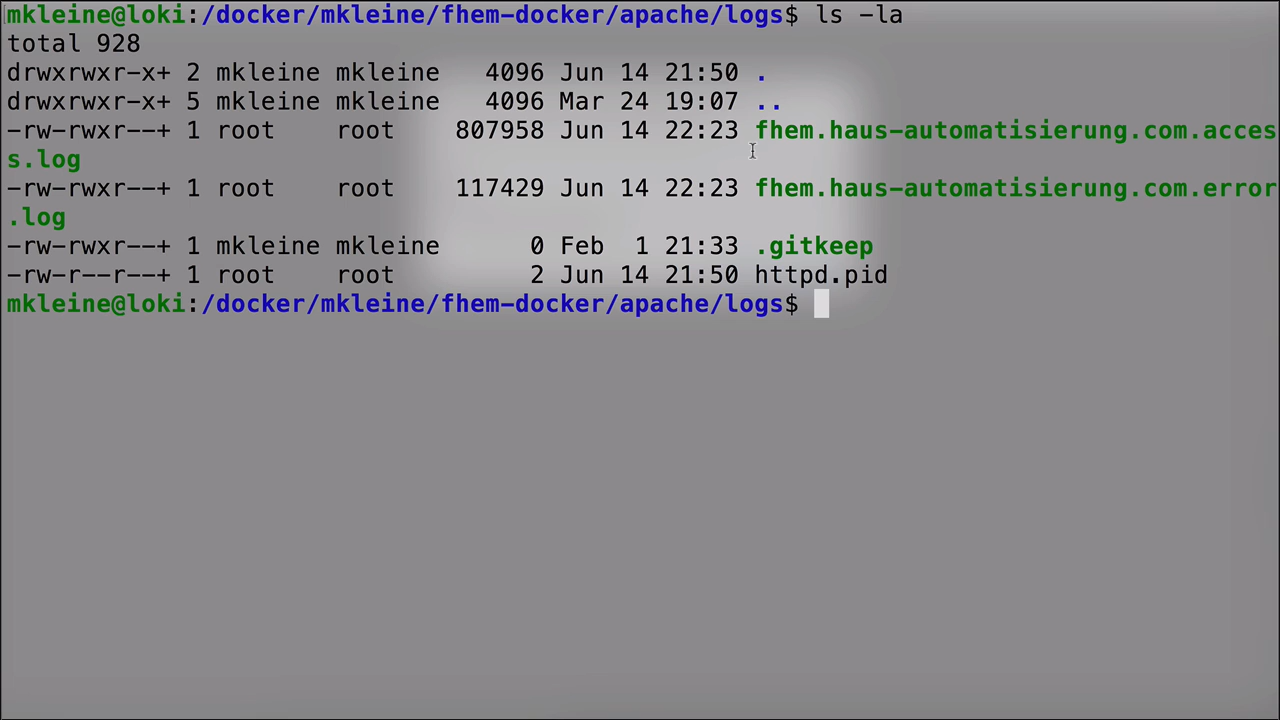 mkleine@loki:/docker/mkleine/fhem-docker/apache/logs$ ls -la
total 928
drwxrwxr-x+ 2 mkleine mkleine   4096 Jun 14 21:50 .
drwxrwxr-x+ 5 mkleine mkleine   4096 Mar 24 19:07 ..
-rw-rwxr--+ 1 root    root    807958 Jun 14 22:23 fhem.haus-automatisierung.com.acces
s.log
-rw-rwxr--+ 1 root    root    117429 Jun 14 22:23 fhem.haus-automatisierung.com.error
.log
-rw-rwxr--+ 1 mkleine mkleine      0 Feb  1 21:33 .gitkeep
-rw-r--r--+ 1 root    root         2 Jun 14 21:50 httpd.pid
mkleine@loki:/docker/mkleine/fhem-docker/apache/logs$